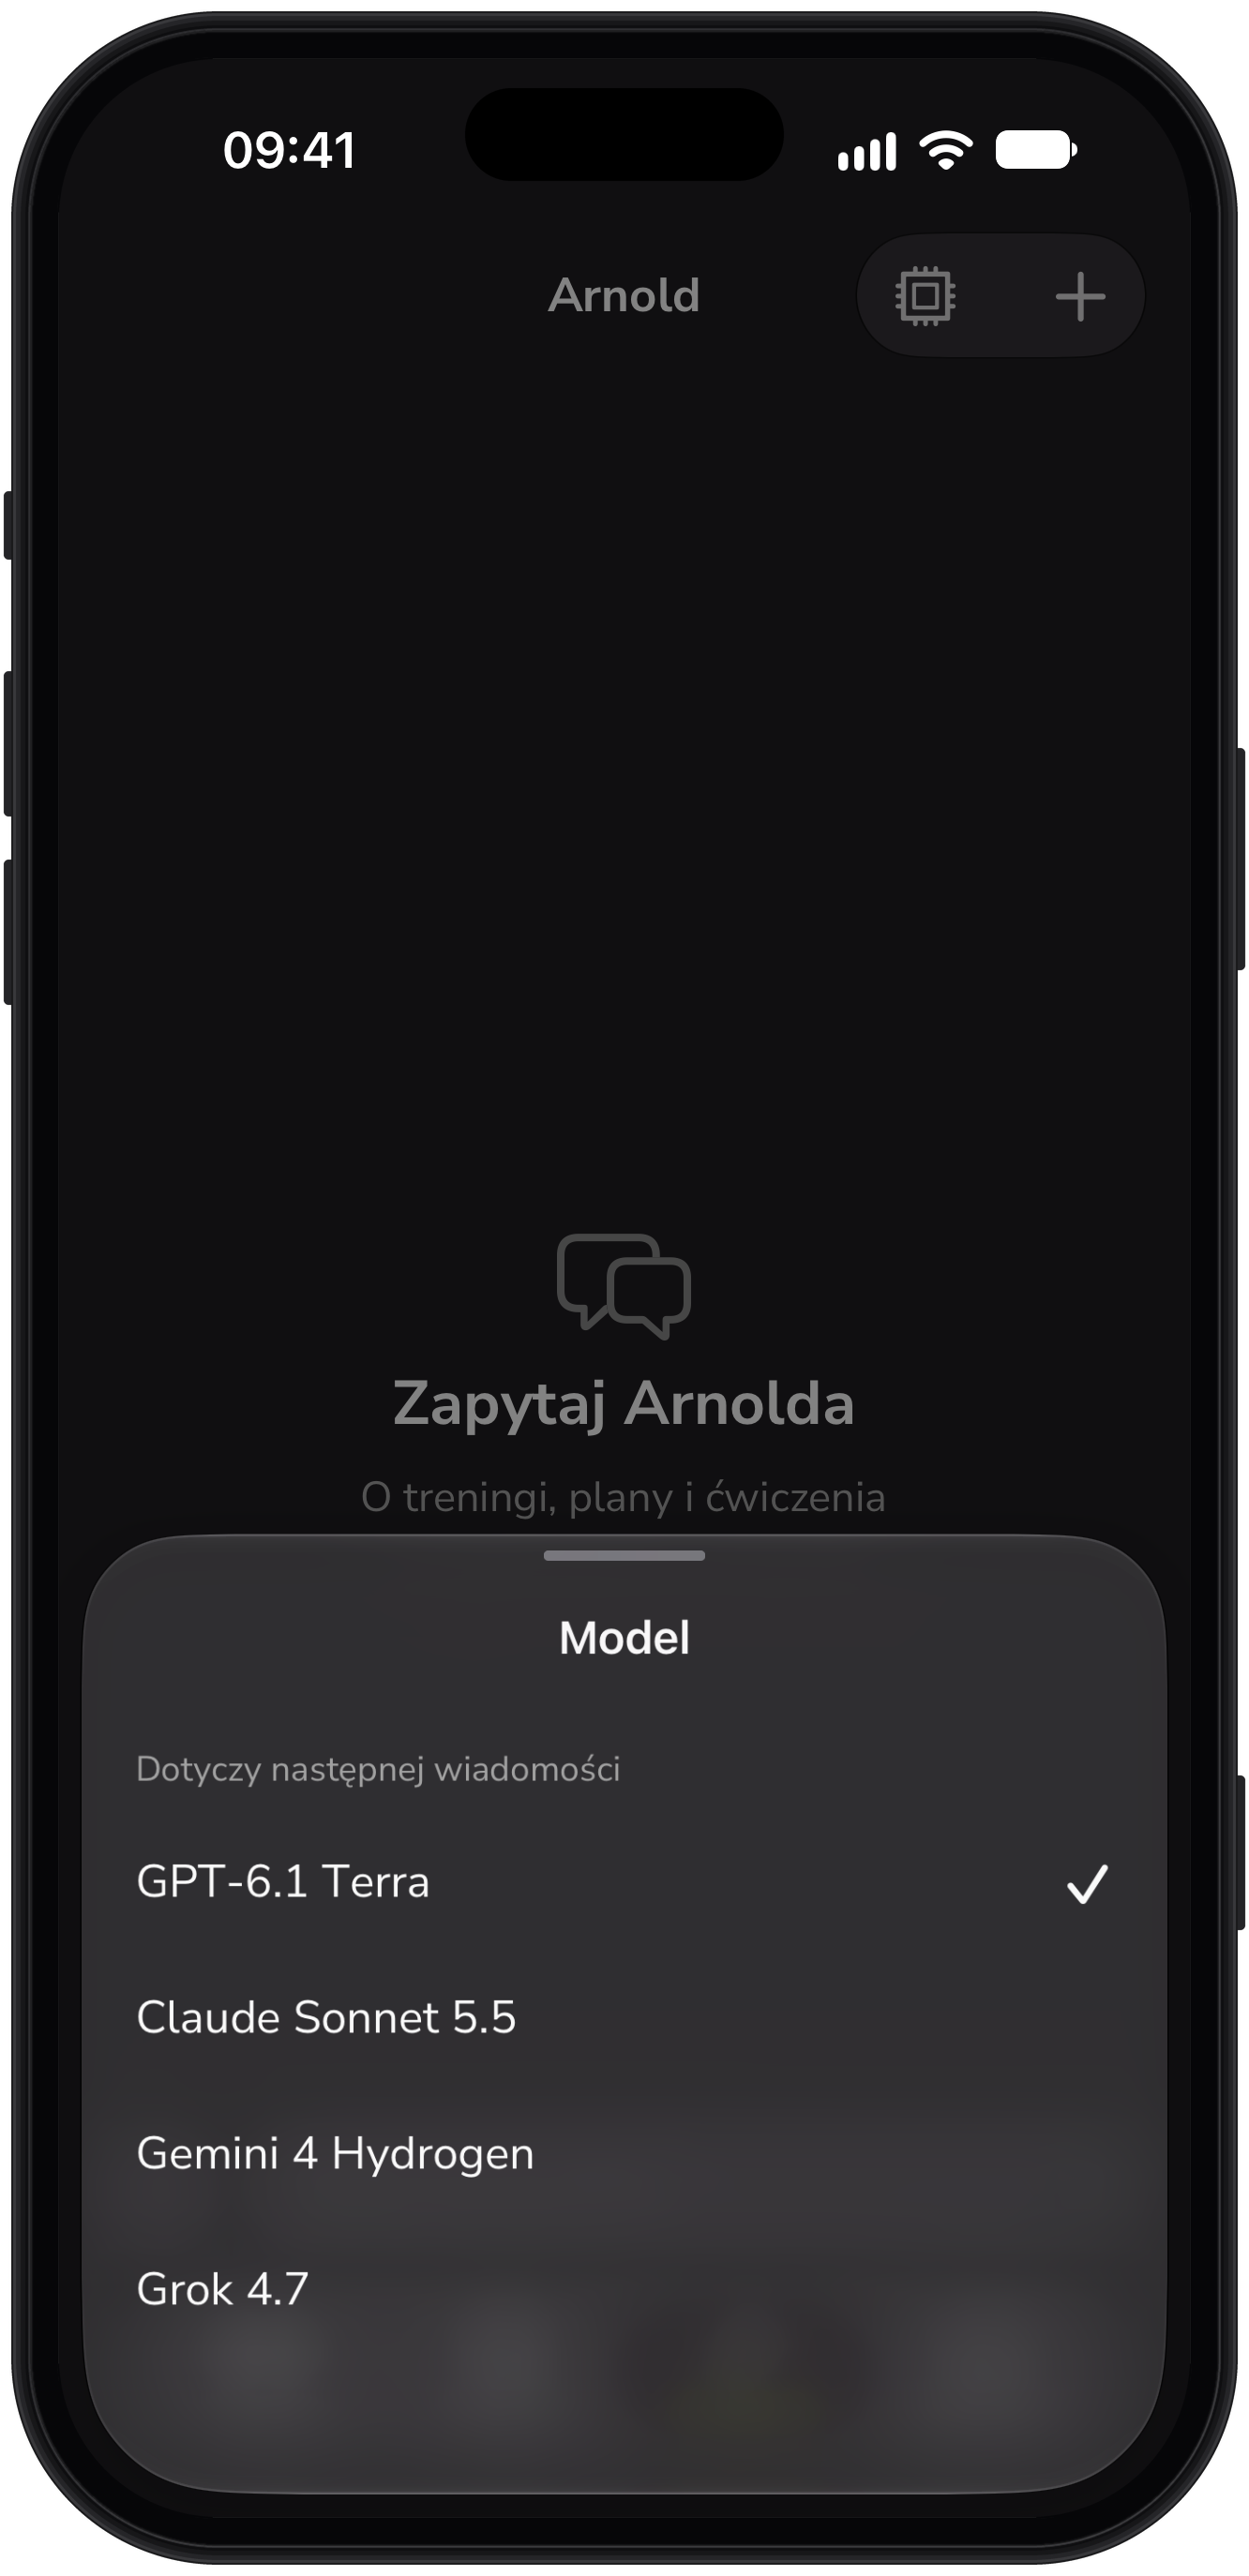 09:41
Arnold
Zapytaj Arnolda
O treningi, plany i ćwiczenia
Model
Dotyczy następnej wiadomości
GPT-6.1 Terra
Claude Sonnet 5.5
Gemini 4 Hydrogen
Grok 4.7